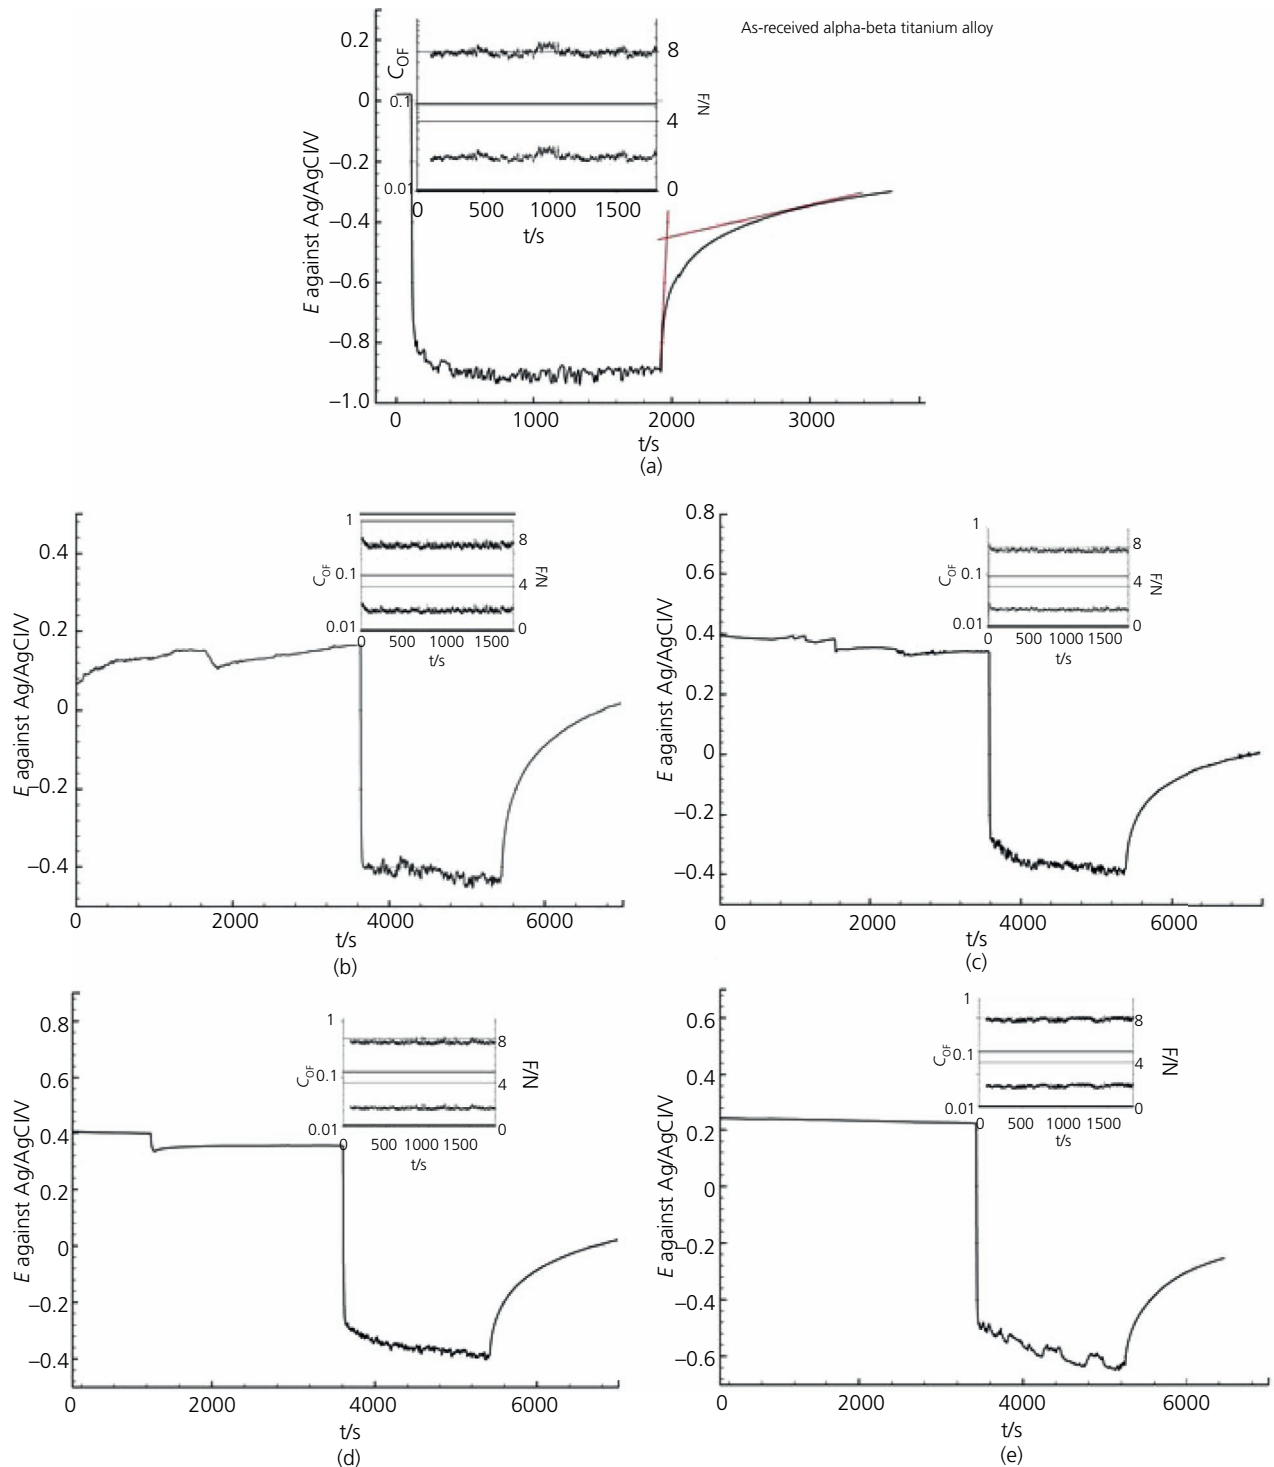 As-received alpha-beta titanium alloy
0.2
0
−0.2
−0.4
−0.6
−0.8
−1.0
E against Ag/AgCl/V
0 1000 2000 3000
t/s
(a)
COF
0.1
0.01
8
4
0
F/N
0 500 1000 1500
t/s
0.4
0.2
0
−0.2
−0.4
E against Ag/AgCl/V
0 2000 4000 6000
t/s
(b)
1
COF 0.1
0.01
8
4
0
F/N
0 500 1000 1500
t/s
0.8
0.6
0.4
0.2
0
−0.2
−0.4
E against Ag/AgCl/V
0 2000 4000 6000
t/s
(c)
1
COF 0.1
0.01
8
4
0
F/N
0 500 1000 1500
t/s
0.8
0.6
0.4
0.2
0
−0.2
−0.4
E against Ag/AgCl/V
0 2000 4000 6000
t/s
(d)
1
COF 0.1
0.01
8
4
0
F/N
0 500 1000 1500
t/s
0.6
0.4
0.2
0
−0.2
−0.4
−0.6
E against Ag/AgCl/V
0 2000 4000 6000
t/s
(e)
1
COF 0.1
0.01
8
4
0
F/N
0 500 1000 1500
t/s